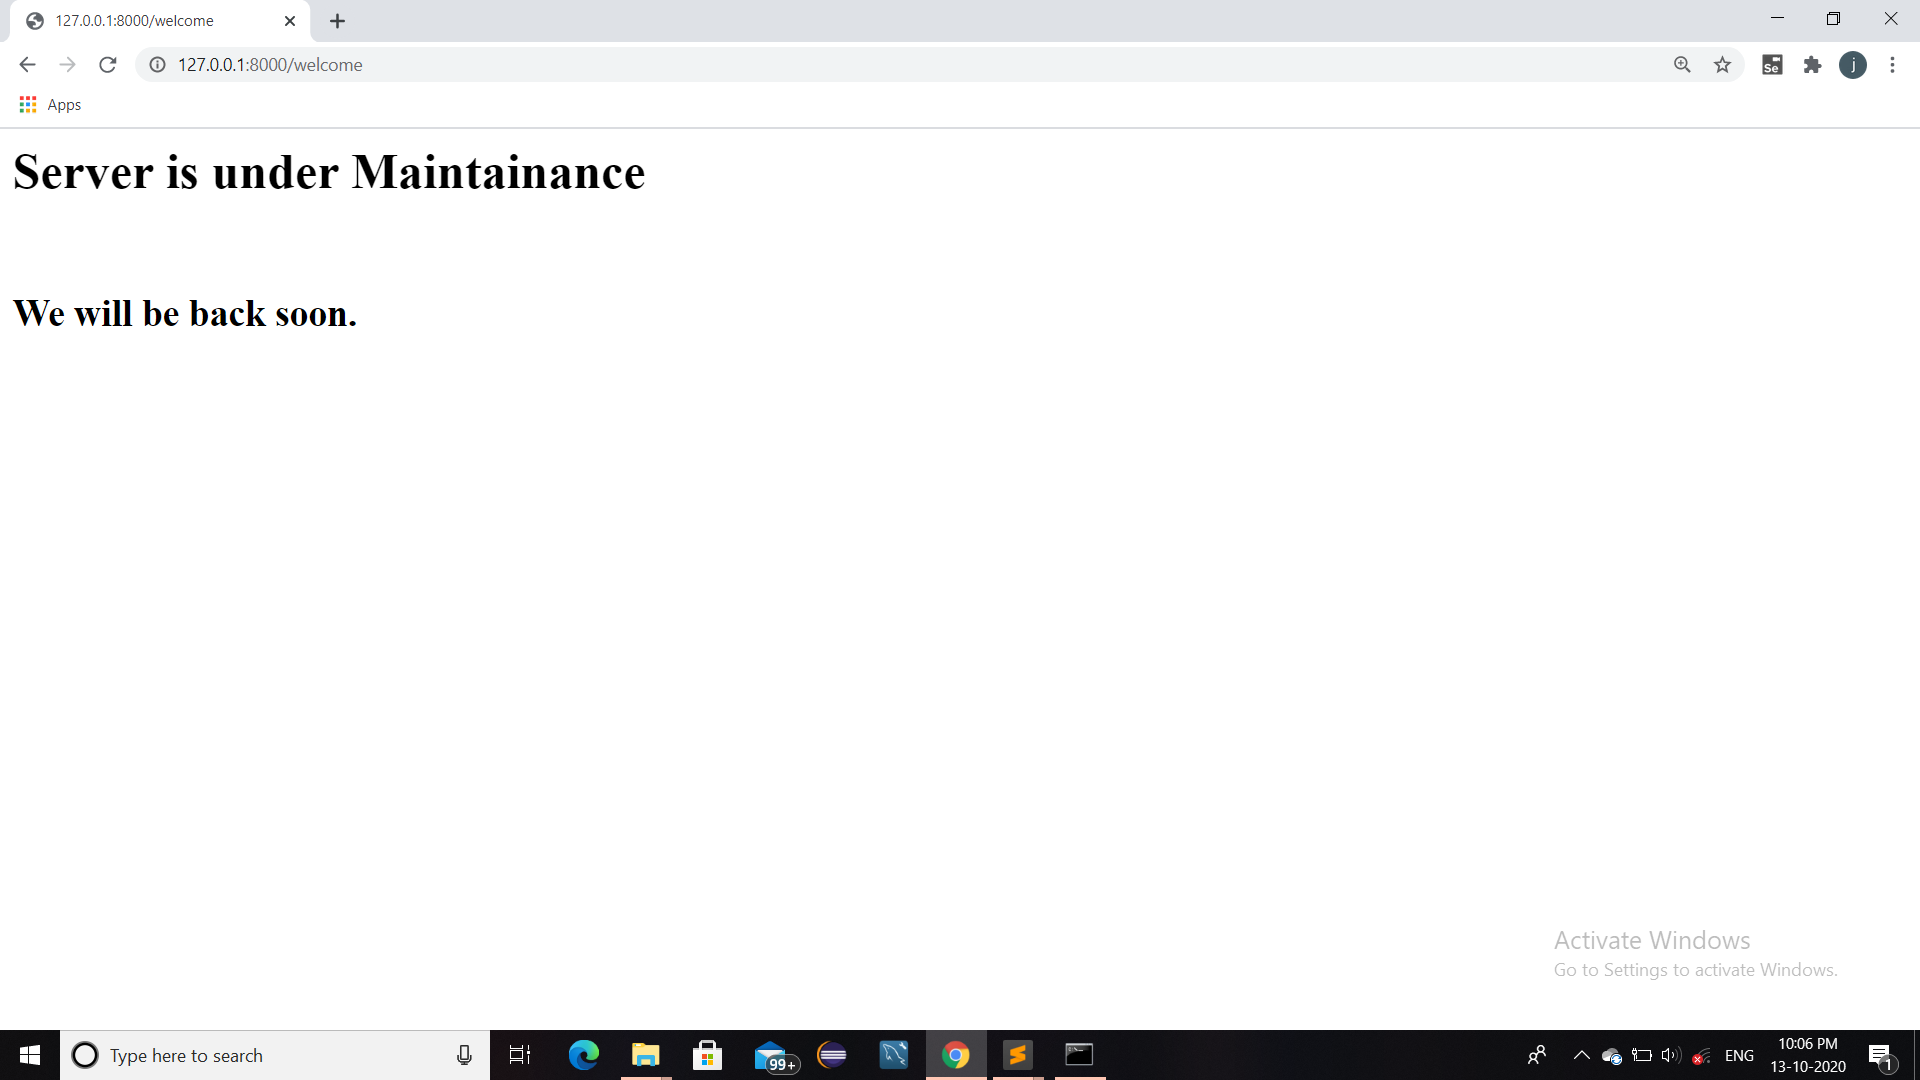 127.0.0.1:8000/welcome
127.0.0.1:8000/welcome
Se
j
Apps
Server is under Maintainance
We will be back soon.
Activate Windows
Go to Settings to activate Windows.
Type here to search
99+
ENG
10:06 PM
13-10-2020
1